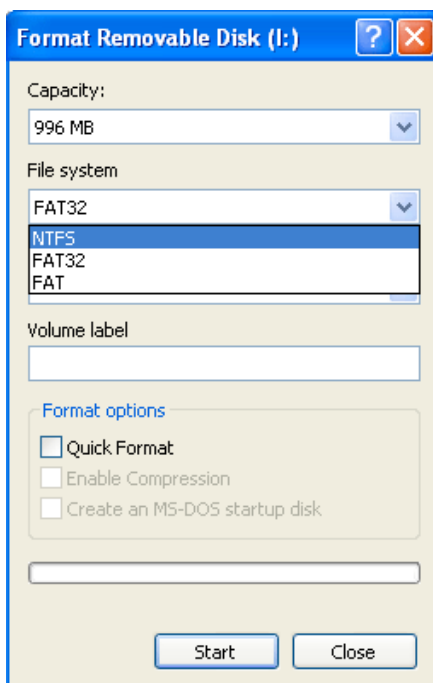 Format Removable Disk (I:)
Capacity:
996 MB
File system
FAT32
NTFS
FAT32
FAT
Volume label
Format options
Quick Format
Enable Compression
Create an MS-DOS startup disk
Start Close